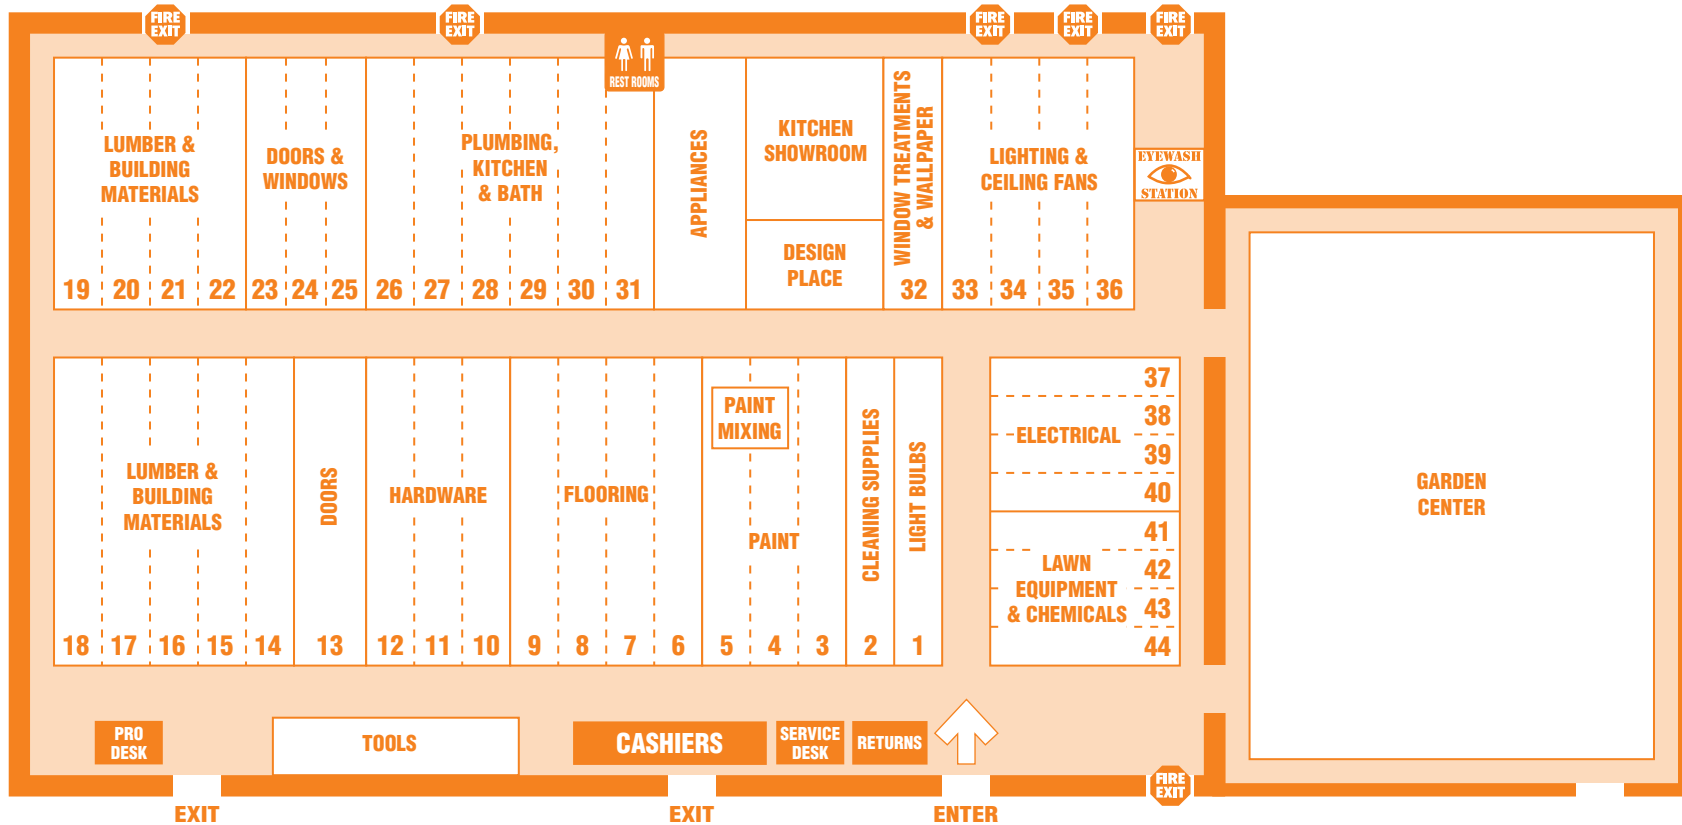 FIRE
EXIT
FIRE
EXIT
FIRE
EXIT
FIRE
EXIT
FIRE
EXIT
REST ROOMS
LUMBER &
BUILDING
MATERIALS
DOORS &
WINDOWS
PLUMBING,
KITCHEN
& BATH
APPLIANCES
KITCHEN
SHOWROOM
DESIGN
PLACE
WINDOW TREATMENTS
& WALLPAPER
LIGHTING &
CEILING FANS
EYEWASH
STATION
19 20 21 22 23 24 25 26 27 28 29 30 31 32 33 34 35 36
LUMBER &
BUILDING
MATERIALS
DOORS
HARDWARE
FLOORING
PAINT
MIXING
PAINT
CLEANING SUPPLIES
LIGHT BULBS
18 17 16 15 14 13 12 11 10 9 8 7 6 5 4 3 2 1
37
38
ELECTRICAL
39
40
41
42
43
44
LAWN
EQUIPMENT
& CHEMICALS
GARDEN
CENTER
PRO
DESK
TOOLS
CASHIERS
SERVICE
DESK
RETURNS
FIRE
EXIT
EXIT
EXIT
ENTER